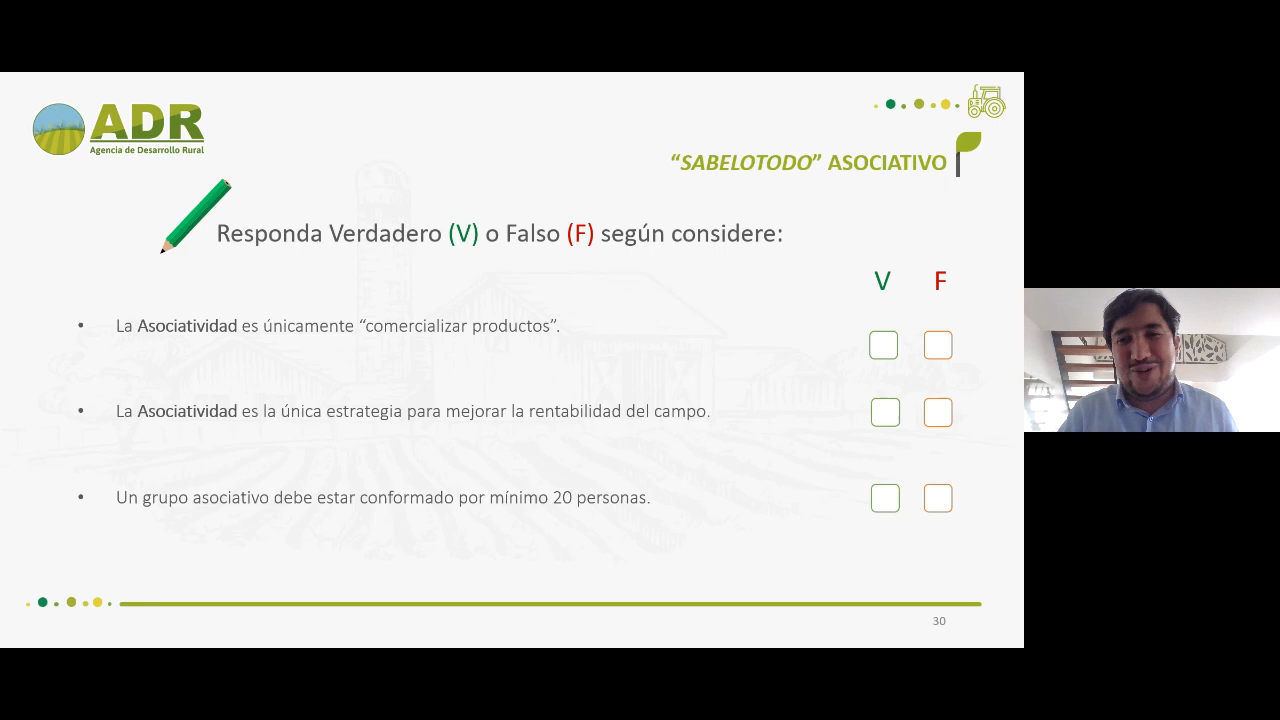 ADR
Agencia de Desarrollo Rural
“SABELOTODO” ASOCIATIVO
Responda Verdadero (V) o Falso (F) según considere:
V F
• La Asociatividad es únicamente “comercializar productos”.
• La Asociatividad es la única estrategia para mejorar la rentabilidad del campo.
• Un grupo asociativo debe estar conformado por mínimo 20 personas.
30